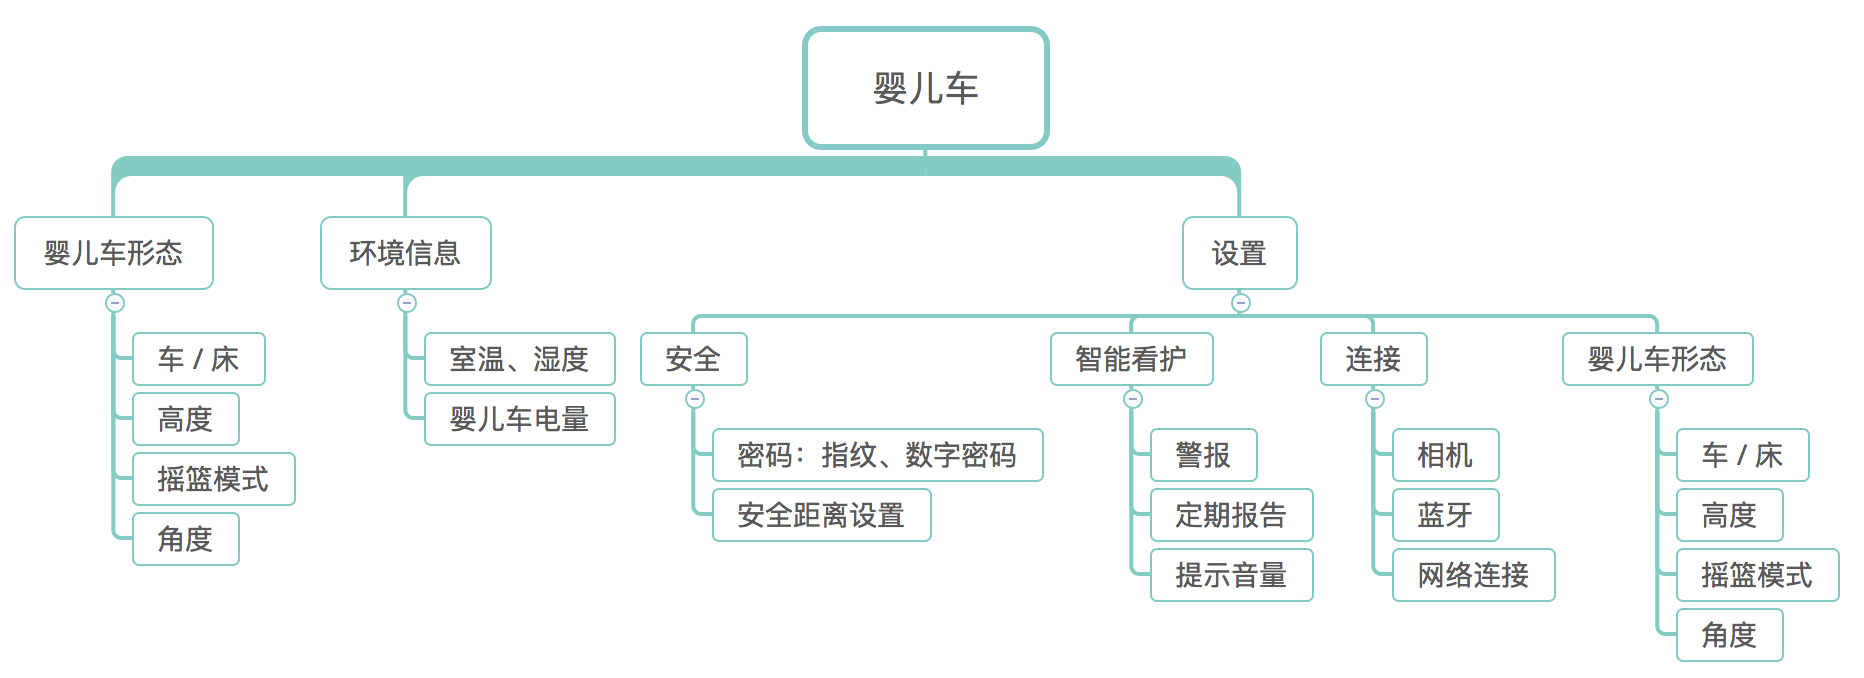 婴儿车
婴儿车形态
车 / 床
高度
摇篮模式
角度
环境信息
室温、湿度
婴儿车电量
设置
安全
密码：指纹、数字密码
安全距离设置
智能看护
警报
定期报告
提示音量
连接
相机
蓝牙
网络连接
婴儿车形态
车 / 床
高度
摇篮模式
角度